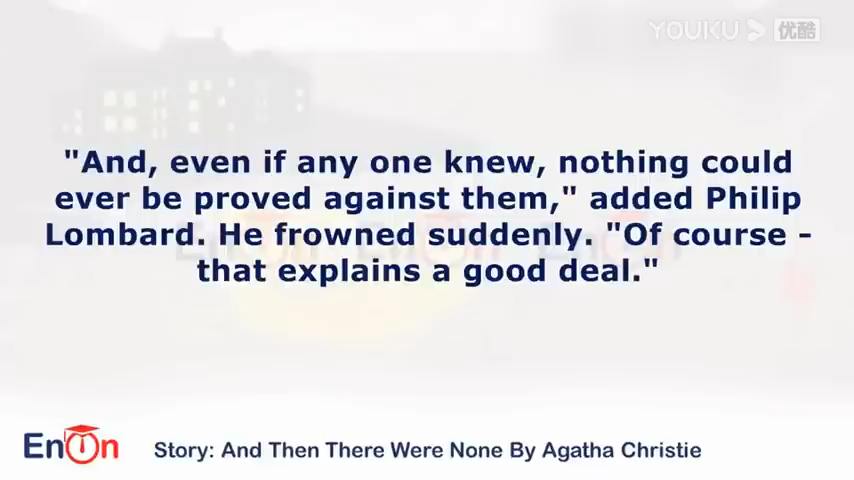 YOUKU 优酷
"And, even if any one knew, nothing could
ever be proved against them," added Philip
Lombard. He frowned suddenly. "Of course -
that explains a good deal."
EnOn
Story: And Then There Were None By Agatha Christie